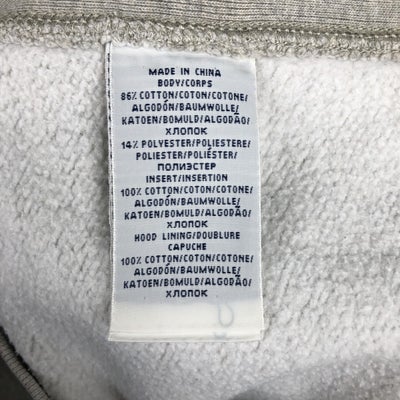 MADE IN CHINA
BODY/CORPS
86% COTTON/COTON/COTONE/
ALGODÓN/BAUMWOLLE/
KATOEN/BOMULD/ALGODÃO/
ХЛОПОК
14% POLYESTER/POLIESTERE/
POLIESTER/POLIÉSTER/
ПОЛИЭСТЕР
INSERT/INSERTION
100% COTTON/COTON/COTONE/
ALGODÓN/BAUMWOLLE/
KATOEN/BOMULD/ALGODÃO/
ХЛОПОК
HOOD LINING/DOUBLURE
CAPUCHE
100% COTTON/COTON/COTONE/
ALGODÓN/BAUMWOLLE/
KATOEN/BOMULD/ALGODÃO/
ХЛОПОК